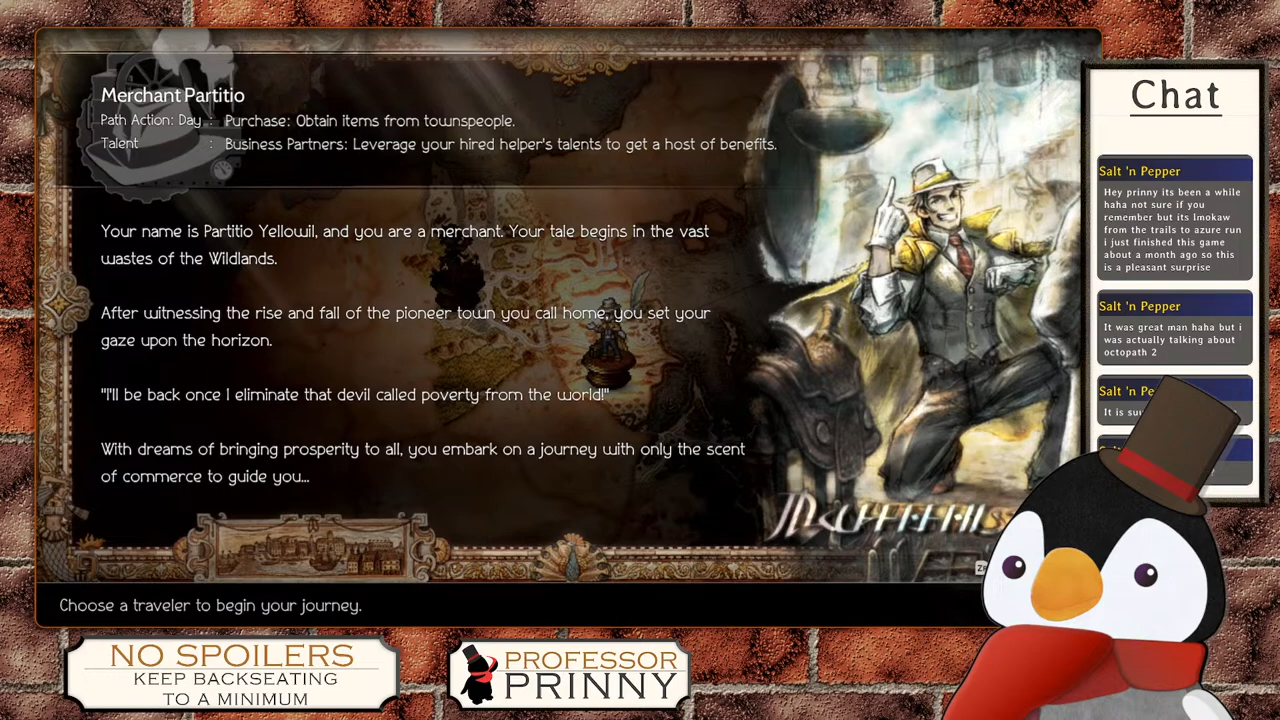 Merchant Partitio
Path Action: Day : Purchase: Obtain items from townspeople.
Talent : Business Partners: Leverage your hired helper's talents to get a host of benefits.
Your name is Partitio Yellowil, and you are a merchant. Your tale begins in the vast
wastes of the Wildlands.
After witnessing the rise and fall of the pioneer town you call home, you set your
gaze upon the horizon.
"I'll be back once I eliminate that devil called poverty from the world!"
With dreams of bringing prosperity to all, you embark on a journey with only the scent
of commerce to guide you...
Choose a traveler to begin your journey.
Chat
Salt 'n Pepper
Hey prinny its been a while
haha not sure if you
remember but its lmokaw
from the trails to azure run
i just finished this game
about a month ago so this
is a pleasant surprise
Salt 'n Pepper
It was great man haha but i
was actually talking about
octopath 2
Salt 'n
It is
NO SPOILERS
KEEP BACKSEATING
TO A MINIMUM
PROFESSOR
PRINNY